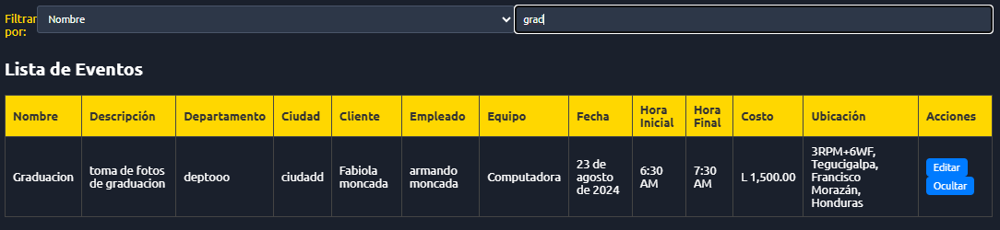 Filtrar por:
Nombre
grad
Lista de Eventos
Nombre Descripción Departamento Ciudad Cliente Empleado Equipo Fecha Hora Inicial Hora Final Costo Ubicación Acciones
Graduacion
toma de fotos
de graduacion
deptooo
ciudadd
Fabiola
moncada
armando
moncada
Computadora
23 de
agosto
de 2024
6:30
AM
7:30
AM
L 1,500.00
3RPM+6WF,
Tegucigalpa,
Francisco
Morazán,
Honduras
Editar
Ocultar